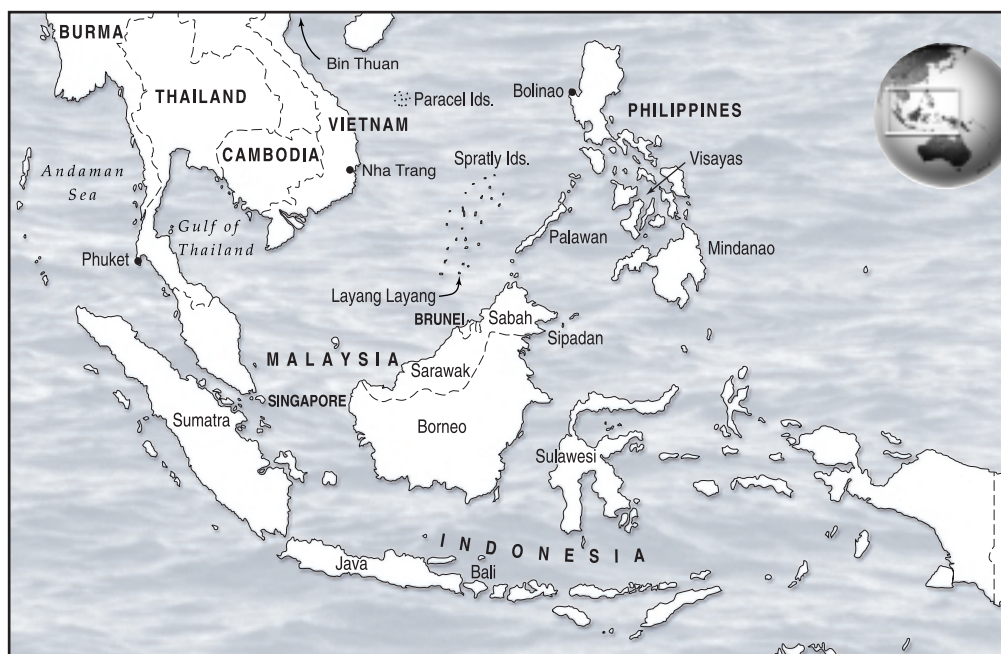 BURMA
Bin Thuan
THAILAND
Paracel Ids.
Bolinao
PHILIPPINES
VIETNAM
CAMBODIA
Spratly Ids.
Visayas
Nha Trang
Andaman
Sea
Gulf of
Thailand
Palawan
Mindanao
Phuket
Layang Layang
BRUNEI
Sabah
Sipadan
MALAYSIA
Sarawak
SINGAPORE
Sumatra
Borneo
Sulawesi
INDONESIA
Java
Bali